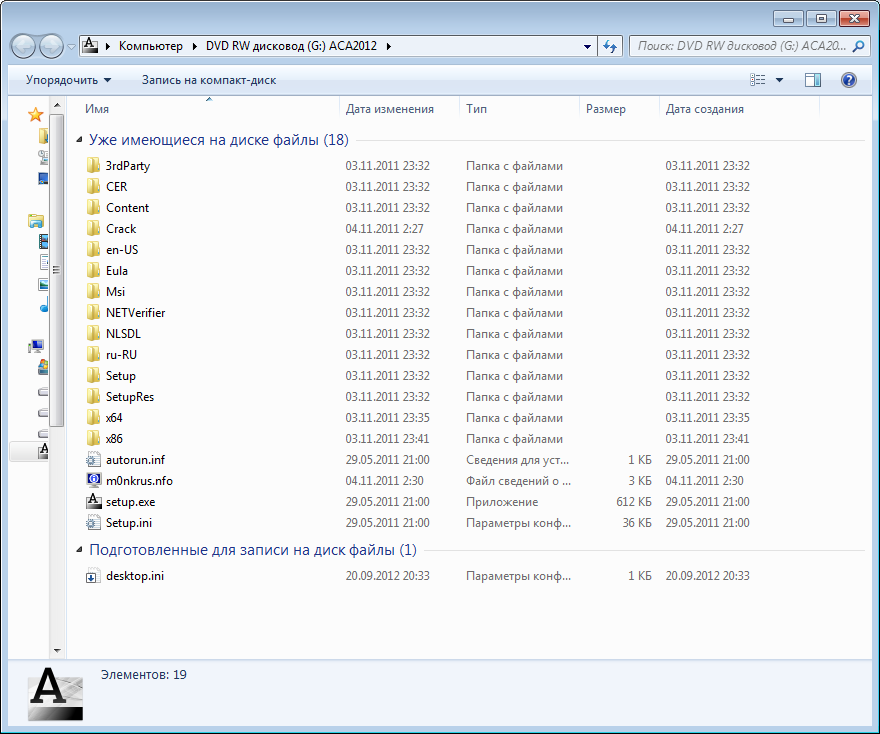 Компьютер DVD RW дисковод (G:) ACA2012 Поиск: DVD RW дисковод (G:) ACA20...
Упорядочить Запись на компакт-диск
Имя Дата изменения Тип Размер Дата создания
Уже имеющиеся на диске файлы (18)
3rdParty 03.11.2011 23:32 Папка с файлами 03.11.2011 23:32
CER 03.11.2011 23:32 Папка с файлами 03.11.2011 23:32
Content 03.11.2011 23:32 Папка с файлами 03.11.2011 23:32
Crack 04.11.2011 2:27 Папка с файлами 04.11.2011 2:27
en-US 03.11.2011 23:32 Папка с файлами 03.11.2011 23:32
Eula 03.11.2011 23:32 Папка с файлами 03.11.2011 23:32
Msi 03.11.2011 23:32 Папка с файлами 03.11.2011 23:32
NETVerifier 03.11.2011 23:32 Папка с файлами 03.11.2011 23:32
NLSDL 03.11.2011 23:32 Папка с файлами 03.11.2011 23:32
ru-RU 03.11.2011 23:32 Папка с файлами 03.11.2011 23:32
Setup 03.11.2011 23:32 Папка с файлами 03.11.2011 23:32
SetupRes 03.11.2011 23:32 Папка с файлами 03.11.2011 23:32
x64 03.11.2011 23:35 Папка с файлами 03.11.2011 23:35
x86 03.11.2011 23:41 Папка с файлами 03.11.2011 23:41
autorun.inf 29.05.2011 21:00 Сведения для уст... 1 КБ 29.05.2011 21:00
m0nkrus.nfo 04.11.2011 2:30 Файл сведений о ... 3 КБ 04.11.2011 2:30
setup.exe 29.05.2011 21:00 Приложение 612 КБ 29.05.2011 21:00
Setup.ini 29.05.2011 21:00 Параметры конф... 36 КБ 29.05.2011 21:00
Подготовленные для записи на диск файлы (1)
desktop.ini 20.09.2012 20:33 Параметры конф... 1 КБ 20.09.2012 20:33
Элементов: 19